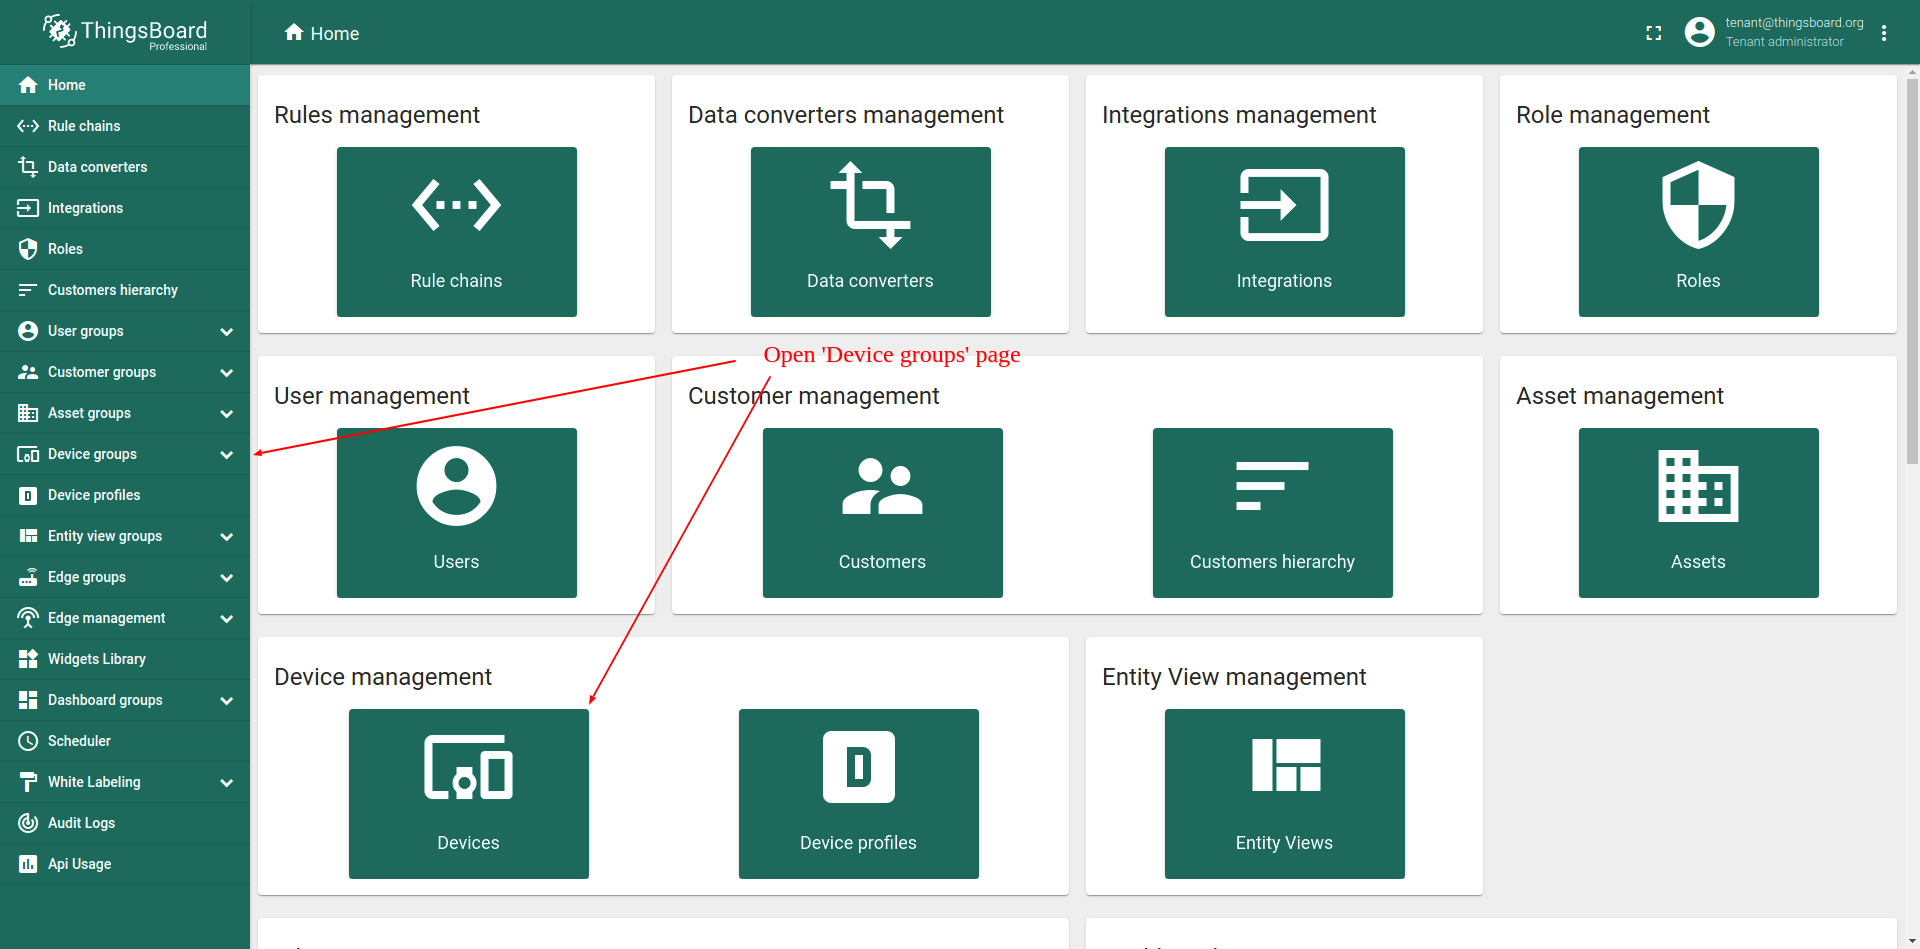 ThingsBoard
Professional
Home
tenant@thingsboard.org
Tenant administrator
Home
Rule chains
Data converters
Integrations
Roles
Customers hierarchy
User groups
Customer groups
Asset groups
Device groups
Device profiles
Entity view groups
Edge groups
Edge management
Widgets Library
Dashboard groups
Scheduler
White Labeling
Audit Logs
Api Usage
Rules management
Rule chains
Data converters management
Data converters
Integrations management
Integrations
Role management
Roles
Open 'Device groups' page
User management
Users
Customer management
Customers
Customers hierarchy
Asset management
Assets
Device management
Devices
D
Device profiles
Entity View management
Entity Views